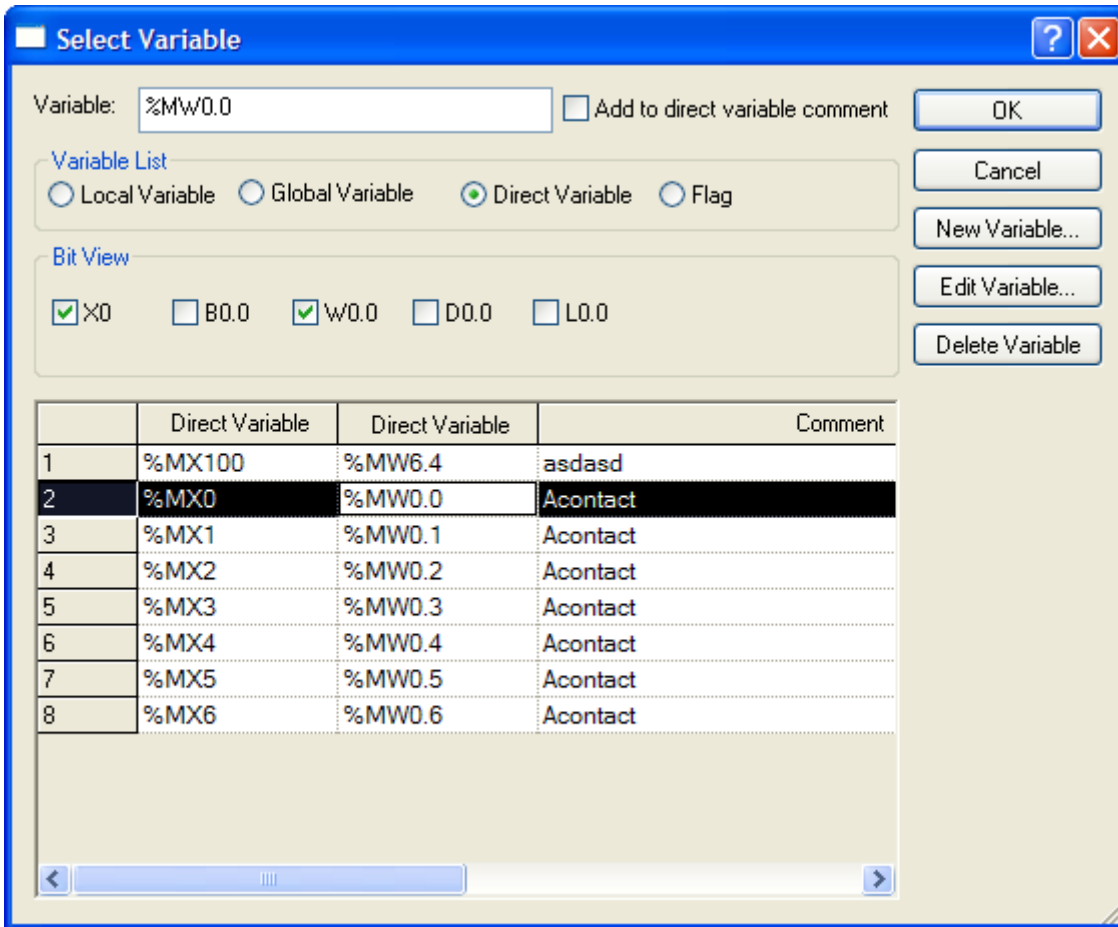 Select Variable
Variable: %MW0.0 Add to direct variable comment OK
Variable List Cancel
Local Variable Global Variable Direct Variable Flag
New Variable...
Bit View
Edit Variable...
X0 B0.0 W0.0 D0.0 L0.0
Delete Variable
Direct Variable Direct Variable Comment
1 %MX100 %MW6.4 asdasd
2 %MX0 %MW0.0 Acontact
3 %MX1 %MW0.1 Acontact
4 %MX2 %MW0.2 Acontact
5 %MX3 %MW0.3 Acontact
6 %MX4 %MW0.4 Acontact
7 %MX5 %MW0.5 Acontact
8 %MX6 %MW0.6 Acontact